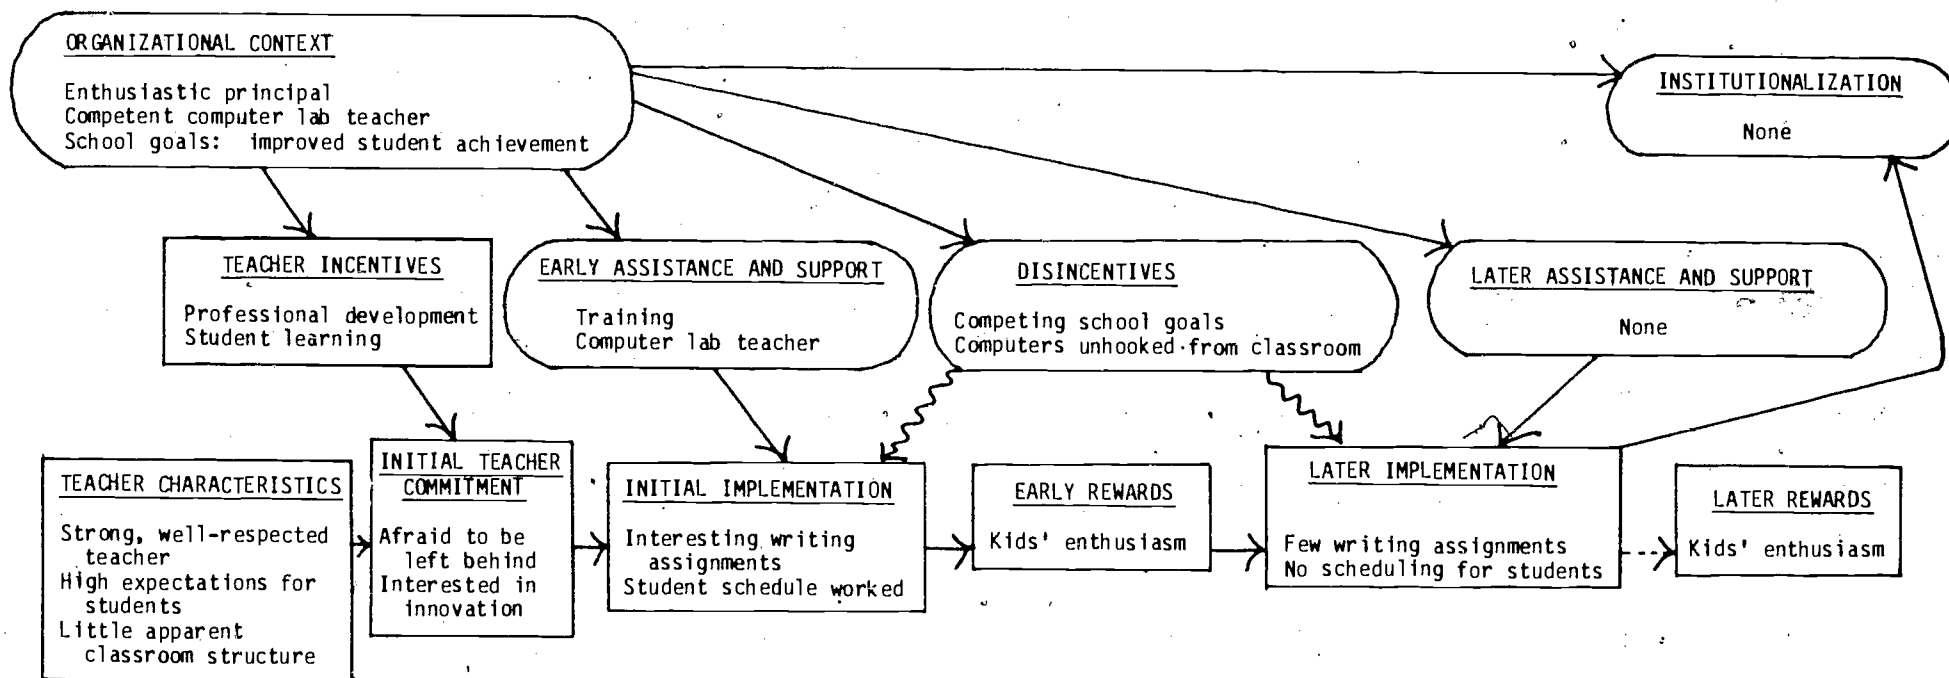 ORGANIZATIONAL CONTEXT
Enthusiastic principal
Competent computer lab teacher
School goals: improved student achievement
INSTITUTIONALIZATION
None
TEACHER INCENTIVES
Professional development
Student learning
EARLY ASSISTANCE AND SUPPORT
Training
Computer lab teacher
DISINCENTIVES
Competing school goals
Computers unhooked from classroom
LATER ASSISTANCE AND SUPPORT
None
TEACHER CHARACTERISTICS
Strong, well-respected
teacher
High expectations for
students
Little apparent
classroom structure
INITIAL TEACHER
COMMITMENT
Afraid to be
left behind
Interested in
innovation
INITIAL IMPLEMENTATION
Interesting writing
assignments
Student schedule worked
EARLY REWARDS
Kids' enthusiasm
LATER IMPLEMENTATION
Few writing assignments
No scheduling for students
LATER REWARDS
Kids' enthusiasm